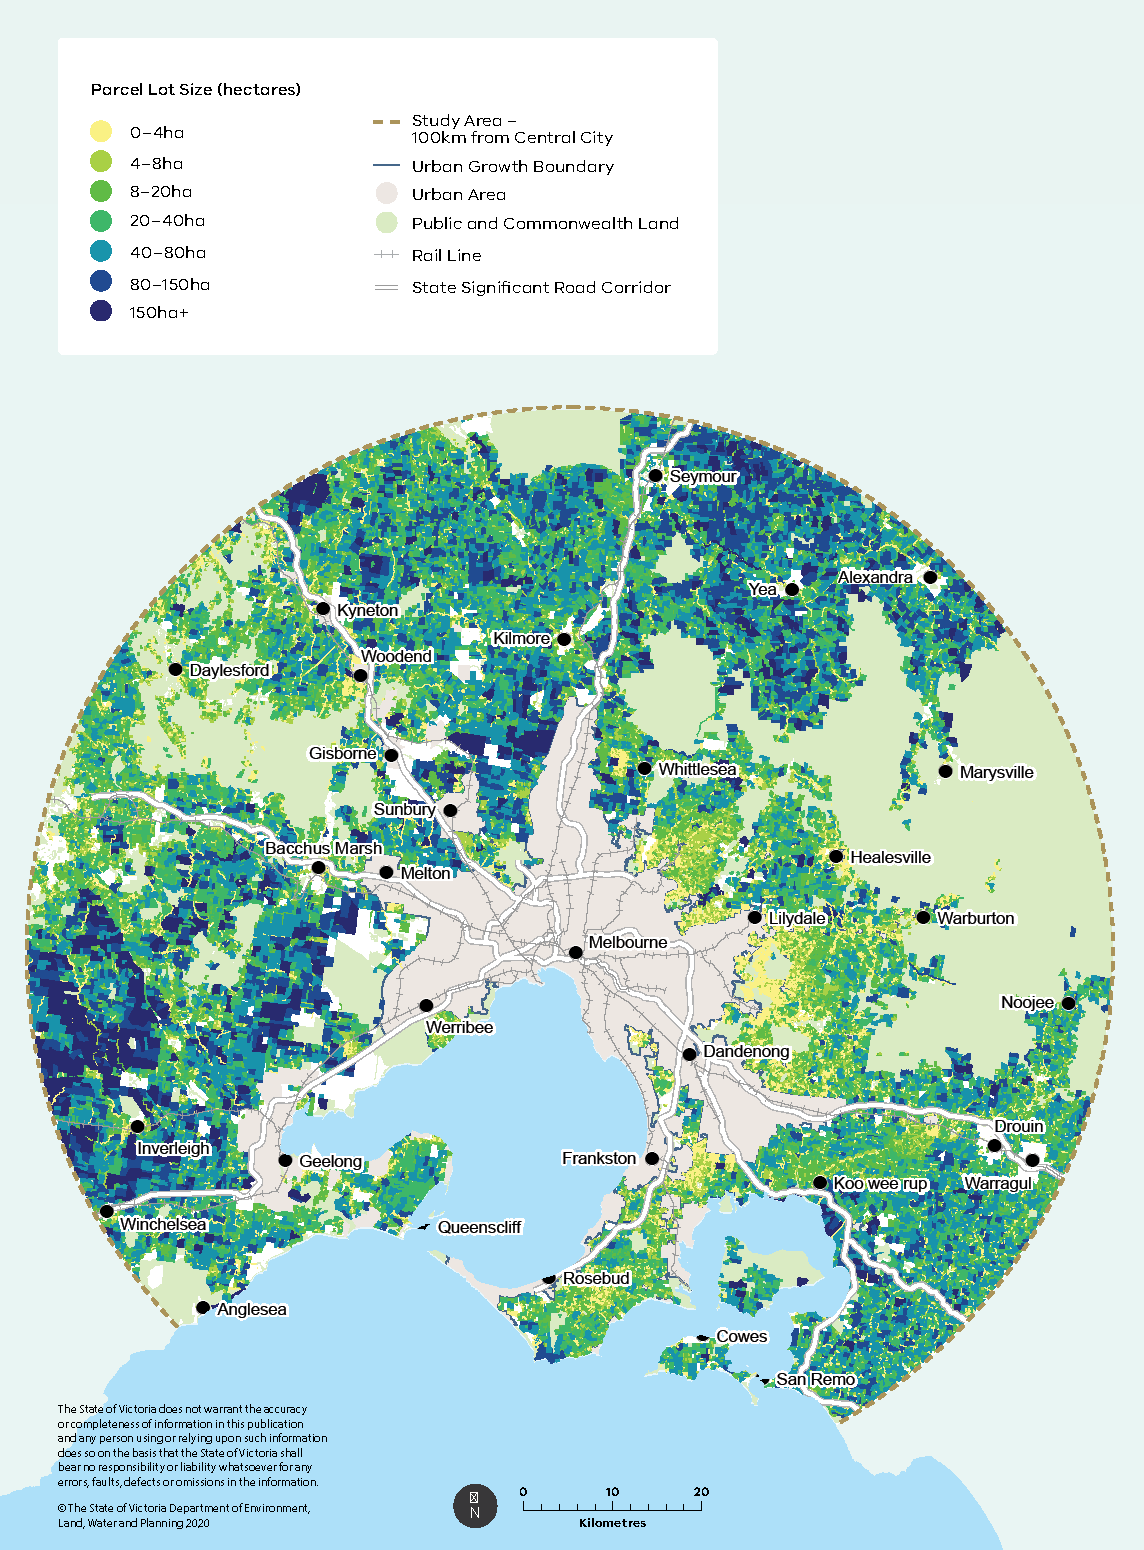 Parcel Lot Size (hectares)
0–4ha
4–8ha
8–20ha
20–40ha
40–80ha
80–150ha
150ha+
Study Area –
100km from Central City
Urban Growth Boundary
Urban Area
Public and Commonwealth Land
Rail Line
State Significant Road Corridor
Seymour
Yea
Alexandra
Kyneton
Kilmore
Woodend
Daylesford
Gisborne
Whittlesea
Marysville
Sunbury
Bacchus Marsh
Melton
Healesville
Lilydale
Warburton
Melbourne
Noojee
Werribee
Dandenong
Drouin
Inverleigh
Geelong
Frankston
Koo wee rup
Warragul
Winchelsea
Queenscliff
Rosebud
Anglesea
Cowes
San Remo
The State of Victoria does not warrant the accuracy
or completeness of information in this publication
and any person using or relying upon such information
does so on the basis that the State of Victoria shall
bear no responsibility or liability whatsoever for any
errors, faults, defects or omissions in the information.
© The State of Victoria Department of Environment,
Land, Water and Planning 2020
N
0 10 20
Kilometres